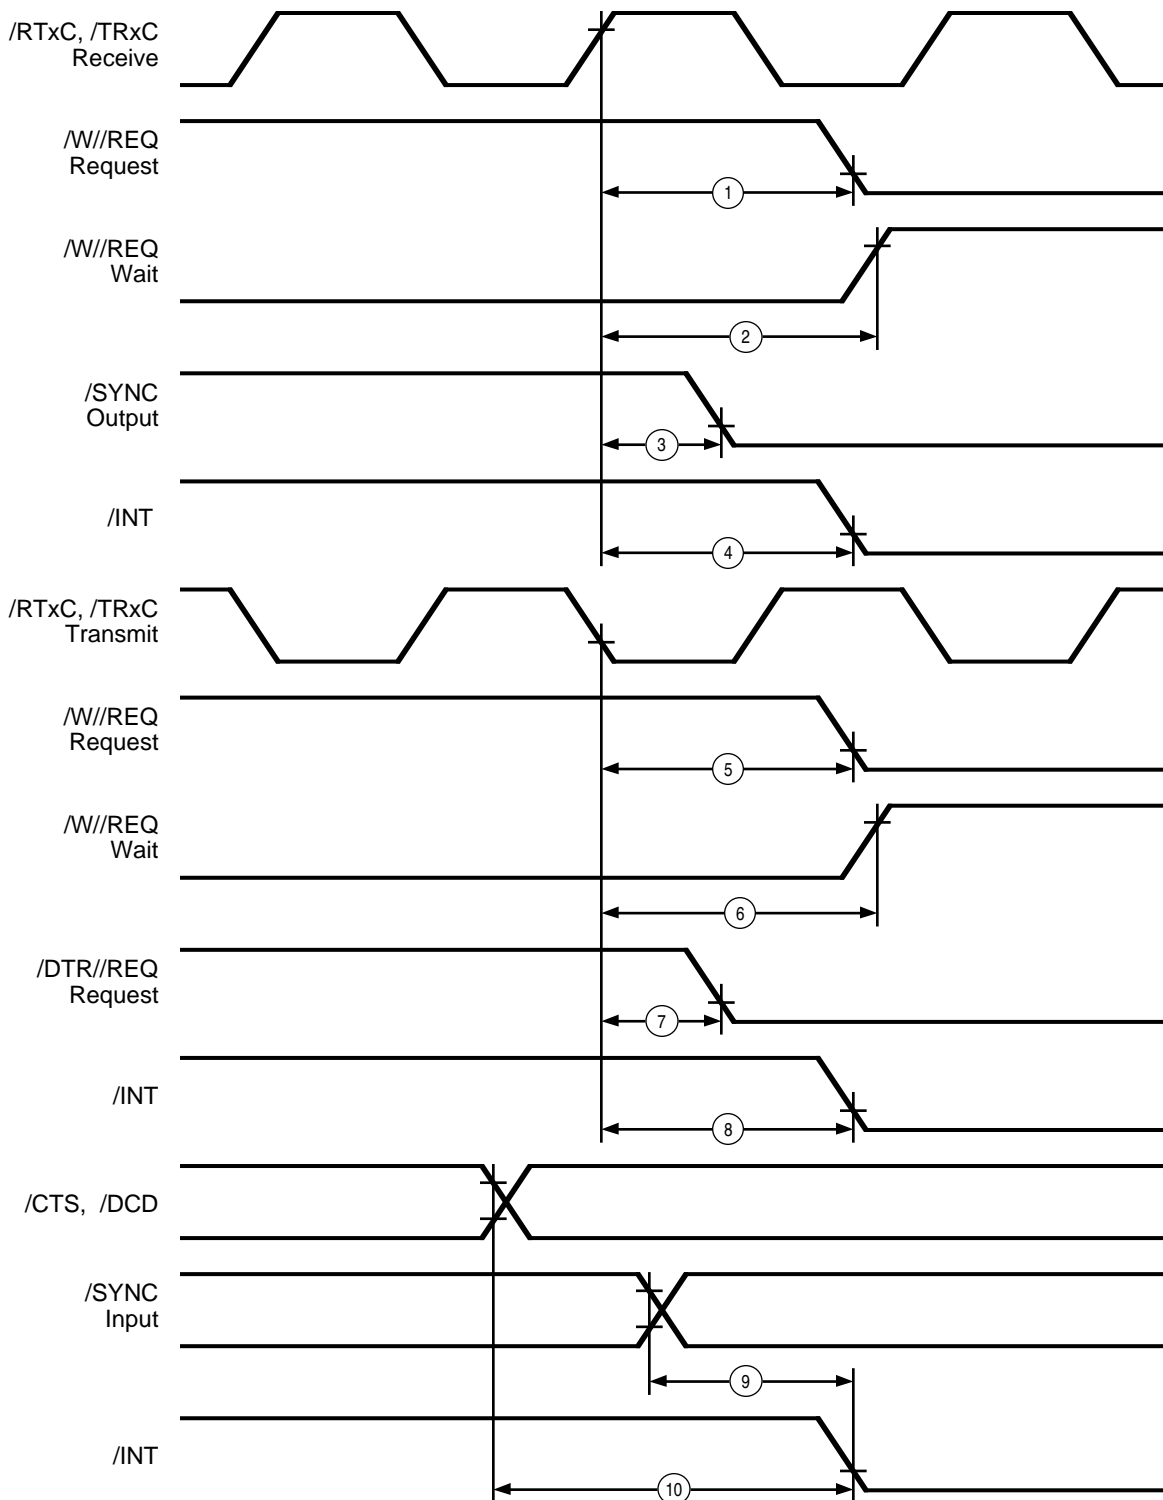 /RTxC, /TRxC
Receive
/W//REQ
Request
1
/W//REQ
Wait
2
/SYNC
Output
3
/INT
4
/RTxC, /TRxC
Transmit
/W//REQ
Request
5
/W//REQ
Wait
6
/DTR//REQ
Request
7
/INT
8
/CTS, /DCD
/SYNC
Input
9
/INT
10